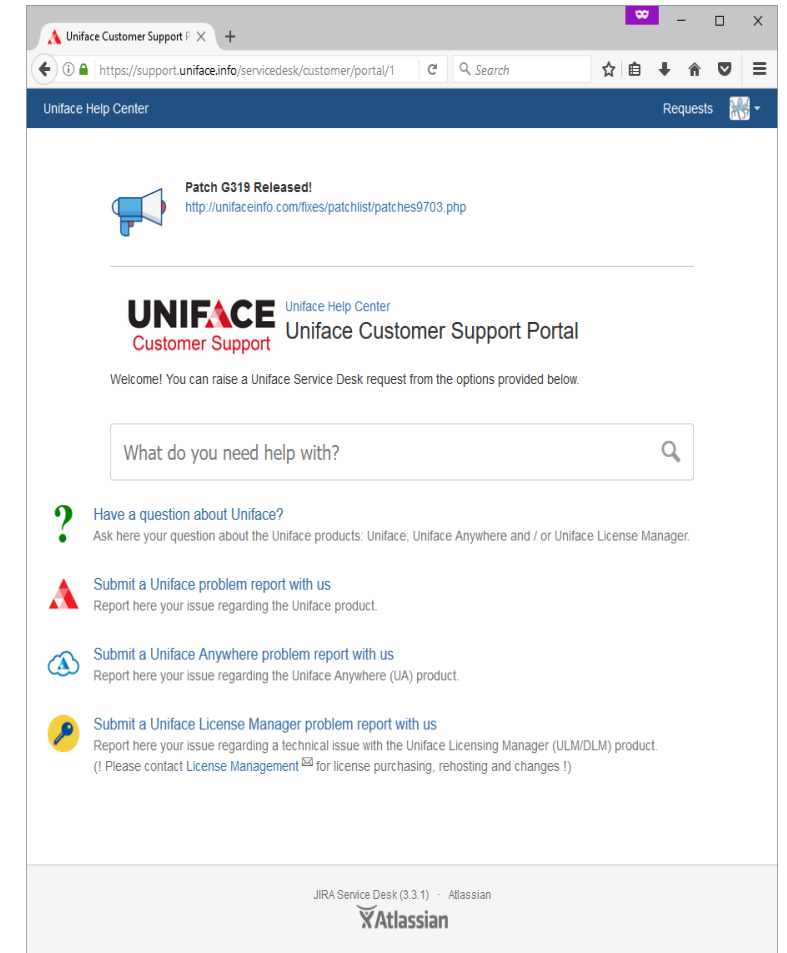 Uniface Customer Support P
https://support.uniface.info/servicedesk/customer/portal/1
Search
Uniface Help Center
Requests
Patch G319 Released!
http://unifaceinfo.com/fixes/patchlist/patches9703.php
UNIFACE
Customer Support
Uniface Help Center
Uniface Customer Support Portal
Welcome! You can raise a Uniface Service Desk request from the options provided below.
What do you need help with?
Have a question about Uniface?
Ask here your question about the Uniface products: Uniface, Uniface Anywhere and / or Uniface License Manager.
Submit a Uniface problem report with us
Report here your issue regarding the Uniface product.
Submit a Uniface Anywhere problem report with us
Report here your issue regarding the Uniface Anywhere (UA) product.
Submit a Uniface License Manager problem report with us
Report here your issue regarding a technical issue with the Uniface Licensing Manager (ULM/DLM) product.
(! Please contact License Management for license purchasing, rehosting and changes !)
JIRA Service Desk (3.3.1) · Atlassian
Atlassian